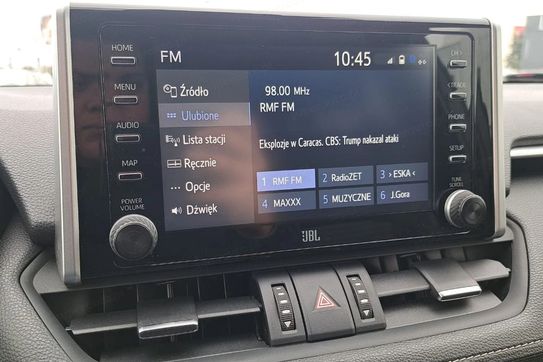 HOME
FM
10:45
CH >
MENU
Źródło
98.00 MHz
RMF FM
< TRACK
Ulubione
AUDIO
Lista stacji
Eksplozje w Caracas. CBS: Trump nakazał ataki
PHONE
MAP
Ręcznie
SETUP
1 RMF FM
2 RadioZET
3 > ESKA <
Opcje
4 MAXXX
5 MUZYCZNE
6 J.Gora
POWER
VOLUME
Dźwięk
TUNE
SCROLL
JBL